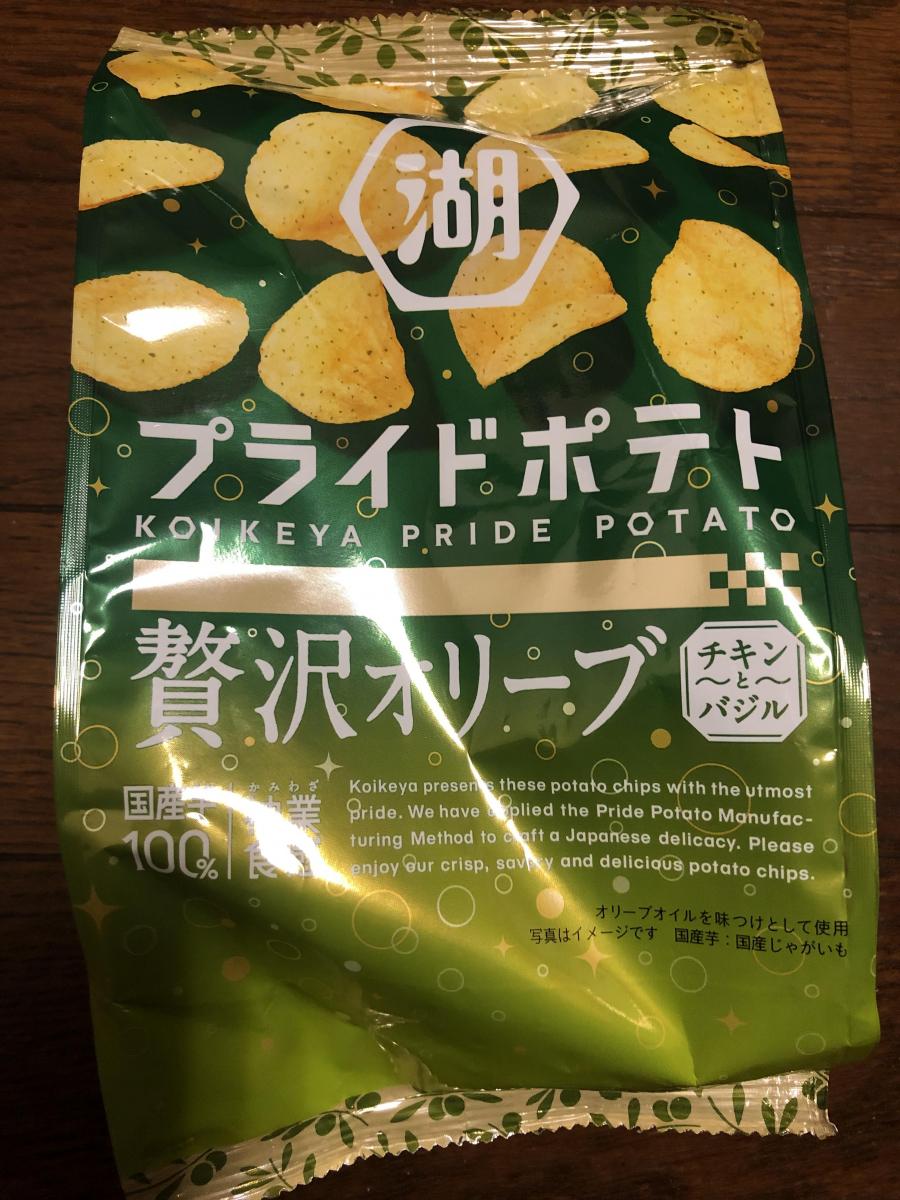 湖
プライドポテト
KOIKEYA PRIDE POTATO
贅沢オリーブ
チキン
〜と〜
バジル
国産芋
100%
かみわざ
業
食
Koikeya presents these potato chips with the utmost
pride. We have applied the Pride Potato Manufac-
turing Method to craft a Japanese delicacy. Please
enjoy our crisp, savory and delicious potato chips.
オリーブオイルを味つけとして使用
写真はイメージです 国産芋：国産じゃがいも